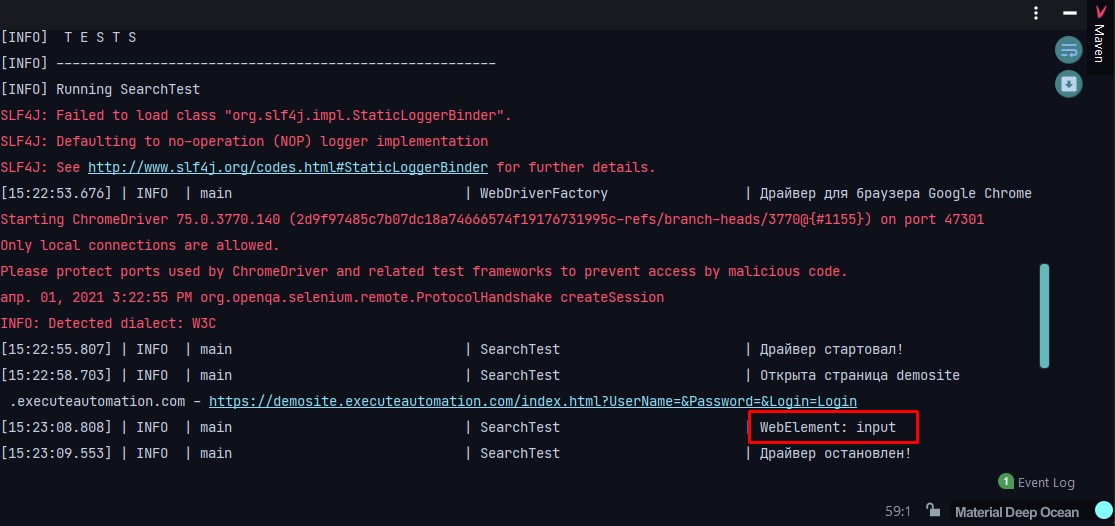 Maven
[INFO]  T E S T S
[INFO] -------------------------------------------------------
[INFO] Running SearchTest
SLF4J: Failed to load class "org.slf4j.impl.StaticLoggerBinder".
SLF4J: Defaulting to no-operation (NOP) logger implementation
SLF4J: See http://www.slf4j.org/codes.html#StaticLoggerBinder for further details.
[15:22:53.676] | INFO  | main | WebDriverFactory | Драйвер для браузера Google Chrome
Starting ChromeDriver 75.0.3770.140 (2d9f97485c7b07dc18a74666574f19176731995c-refs/branch-heads/3770@{#1155}) on port 47301
Only local connections are allowed.
Please protect ports used by ChromeDriver and related test frameworks to prevent access by malicious code.
апр. 01, 2021 3:22:55 PM org.openqa.selenium.remote.ProtocolHandshake createSession
INFO: Detected dialect: W3C
[15:22:55.807] | INFO  | main | SearchTest | Драйвер стартовал!
[15:22:58.703] | INFO  | main | SearchTest | Открыта страница demosite
.executeautomation.com – https://demosite.executeautomation.com/index.html?UserName=&Password=&Login=Login
[15:23:08.808] | INFO  | main | SearchTest | WebElement: input
[15:23:09.553] | INFO  | main | SearchTest | Драйвер остановлен!
1 Event Log
59:1 Material Deep Ocean